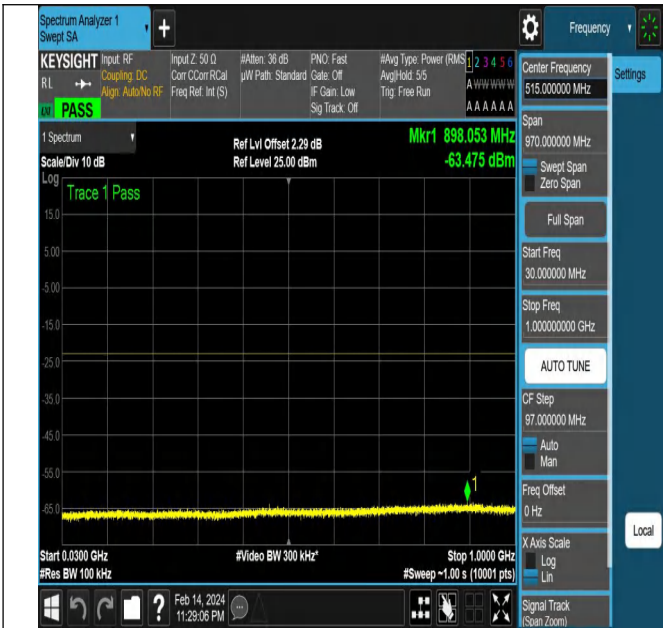 Spectrum Analyzer 1
Swept SA
+
Frequency
KEYSIGHT
RL
PASS
Input: RF
Coupling: DC
Align: Auto/No RF
Input Z: 50 Ω
Corr CCorr RCal
Freq Ref: Int (S)
#Atten: 36 dB
µW Path: Standard
PNO: Fast
Gate: Off
IF Gain: Low
Sig Track: Off
#Avg Type: Power (RMS)
Avg|Hold: 5/5
Trig: Free Run
1 2 3 4 5 6
A W W W W W
A A A A A A
1 Spectrum
Scale/Div 10 dB
Ref Lvl Offset 2.29 dB
Ref Level 25.00 dBm
Mkr1 898.053 MHz
-63.475 dBm
Log
Trace 1 Pass
15.0
5.00
-5.00
-15.0
-25.0
-35.0
-45.0
-55.0
-65.0
1
Start 0.0300 GHz
#Res BW 100 kHz
#Video BW 300 kHz*
Stop 1.0000 GHz
#Sweep ~1.00 s (10001 pts)
Center Frequency
515.000000 MHz
Settings
Span
970.000000 MHz
Swept Span
Zero Span
Full Span
Start Freq
30.000000 MHz
Stop Freq
1.000000000 GHz
AUTO TUNE
CF Step
97.000000 MHz
Auto
Man
Freq Offset
0 Hz
Local
X Axis Scale
Log
Lin
Signal Track
(Span Zoom)
?
Feb 14, 2024
11:29:06 PM